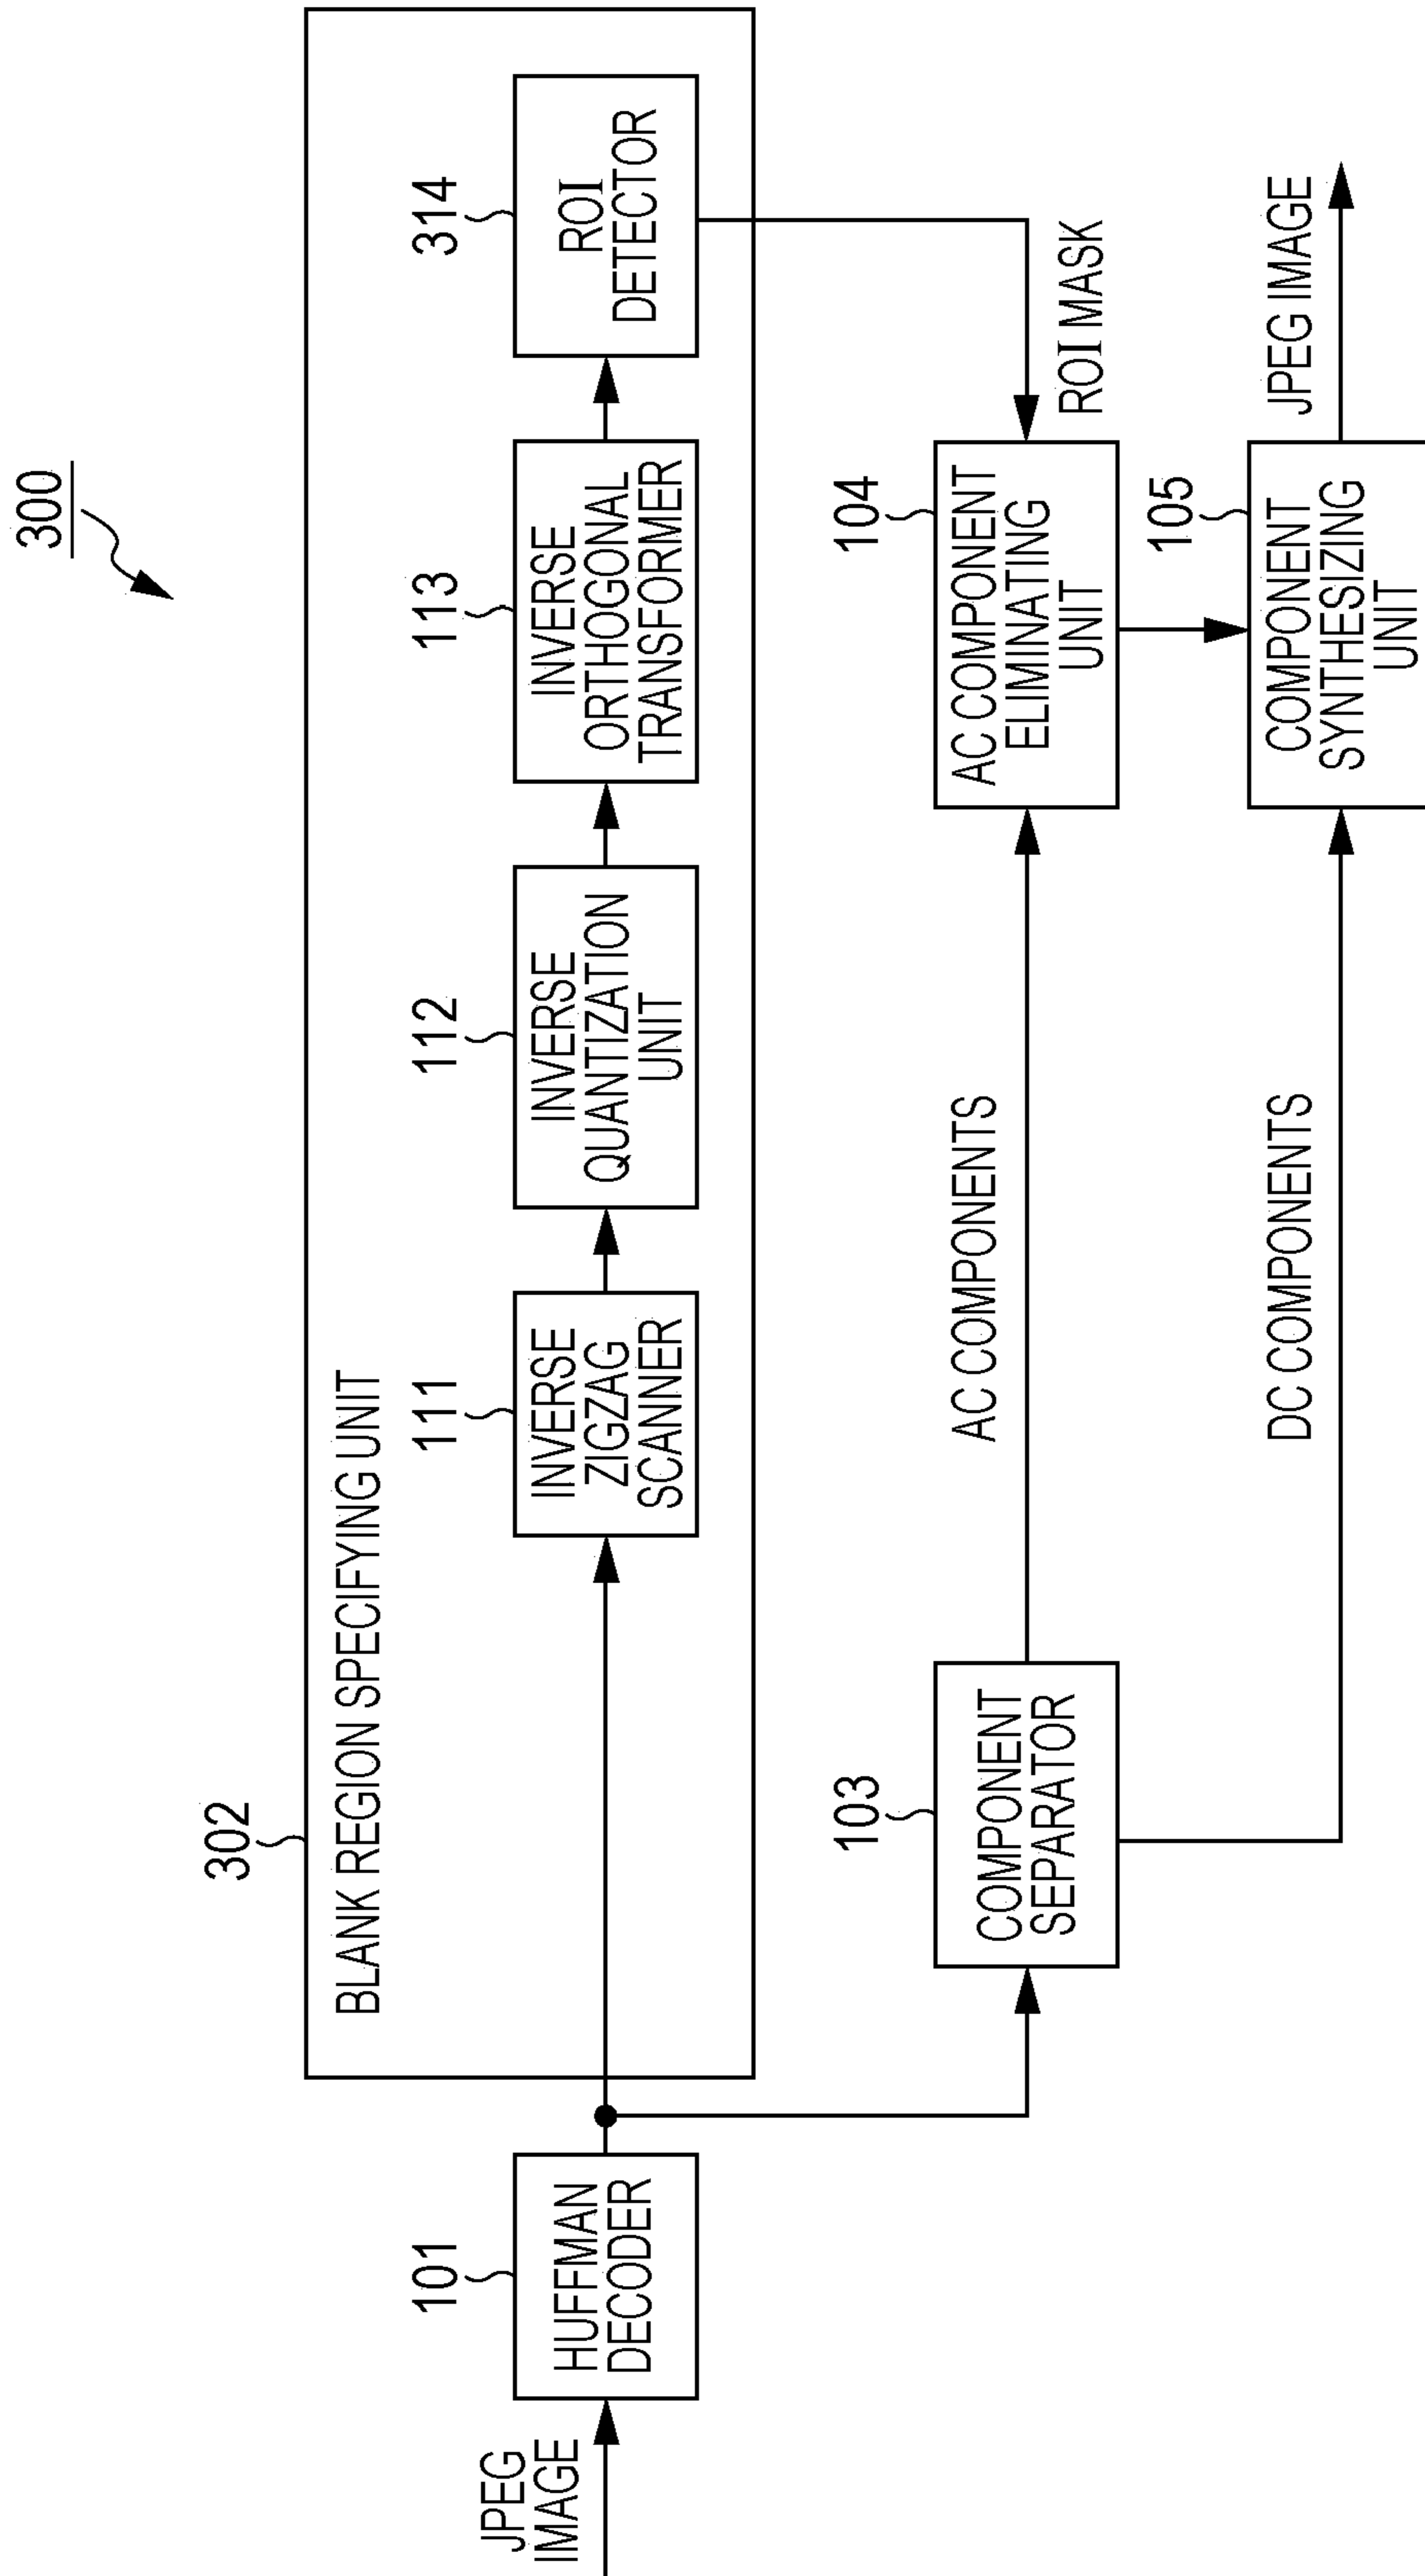 300
302
BLANK REGION SPECIFYING UNIT
JPEG
IMAGE
101
HUFFMAN
DECODER
111
INVERSE
ZIGZAG
SCANNER
112
INVERSE
QUANTIZATION
UNIT
113
INVERSE
ORTHOGONAL
TRANSFORMER
314
ROI
DETECTOR
103
COMPONENT
SEPARATOR
AC COMPONENTS
104
AC COMPONENT
ELIMINATING
UNIT
ROI MASK
DC COMPONENTS
105
COMPONENT
SYNTHESIZING
UNIT
JPEG IMAGE